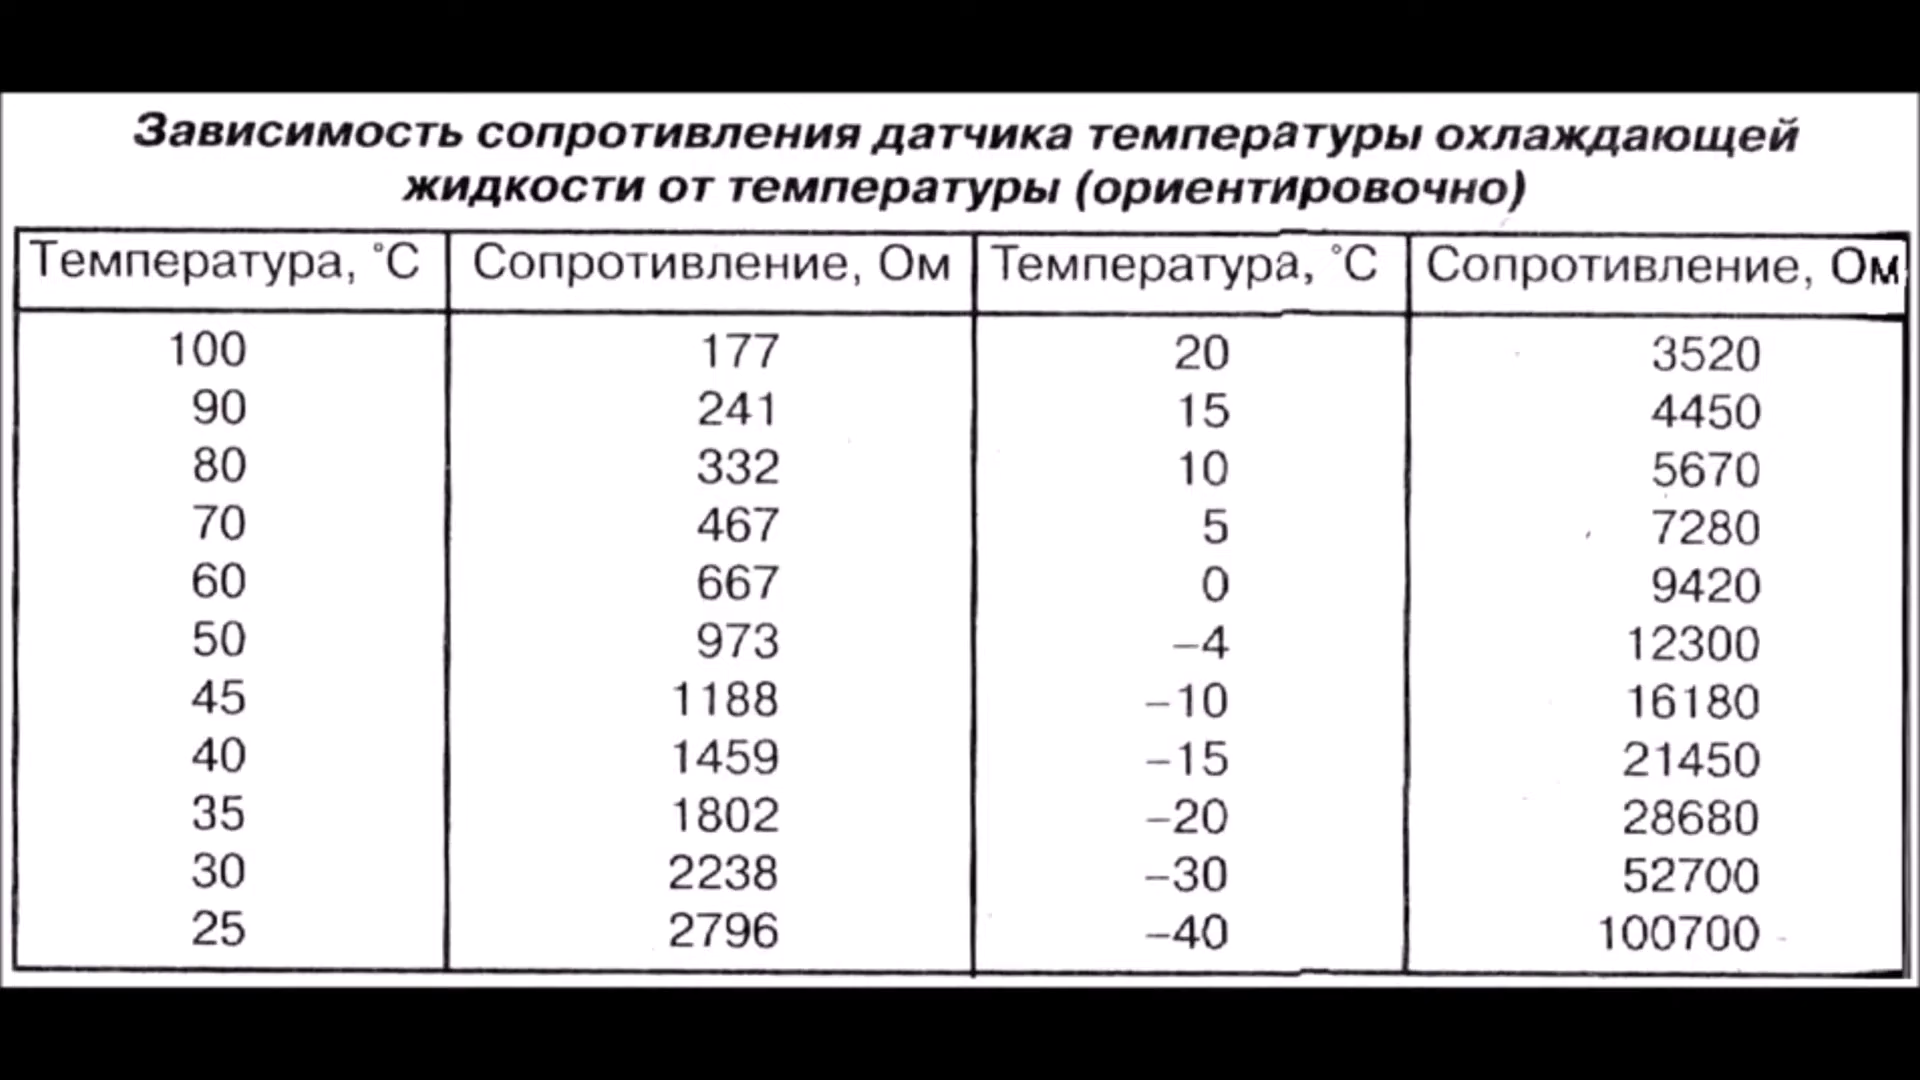 Зависимость сопротивления датчика температуры охлаждающей
жидкости от температуры (ориентировочно)
Температура, °C Сопротивление, Ом Температура, °C Сопротивление, Ом
100 177 20 3520
90 241 15 4450
80 332 10 5670
70 467 5 7280
60 667 0 9420
50 973 –4 12300
45 1188 –10 16180
40 1459 –15 21450
35 1802 –20 28680
30 2238 –30 52700
25 2796 –40 100700